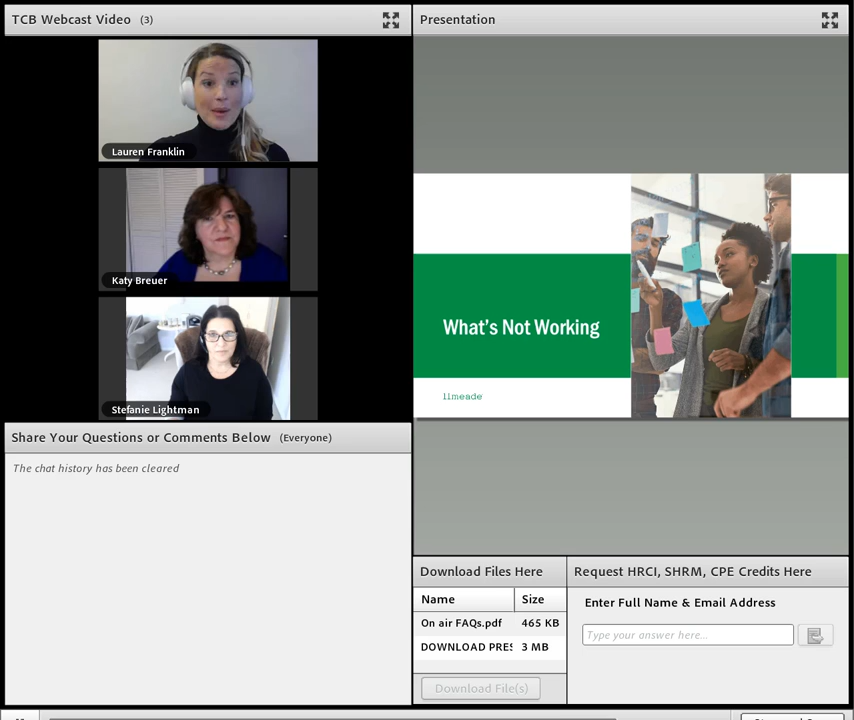 TCB Webcast Video (3)
Lauren Franklin
Katy Breuer
Stefanie Lightman
Share Your Questions or Comments Below (Everyone)
The chat history has been cleared
Presentation
What's Not Working
limeade
Download Files Here
Name Size
On air FAQs.pdf 465 KB
DOWNLOAD PRES 3 MB
Download File(s)
Request HRCI, SHRM, CPE Credits Here
Enter Full Name & Email Address
Type your answer here...